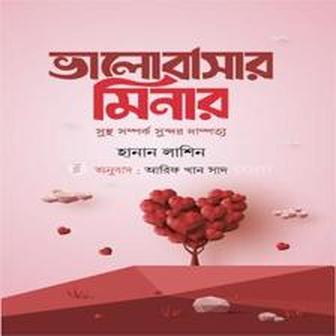 ভালোবাসার
মিনার
সুস্থ সম্পর্ক সুন্দর দাম্পত্য
হানান লাশিন
অনুবাদ : আরিফ খান সাদ